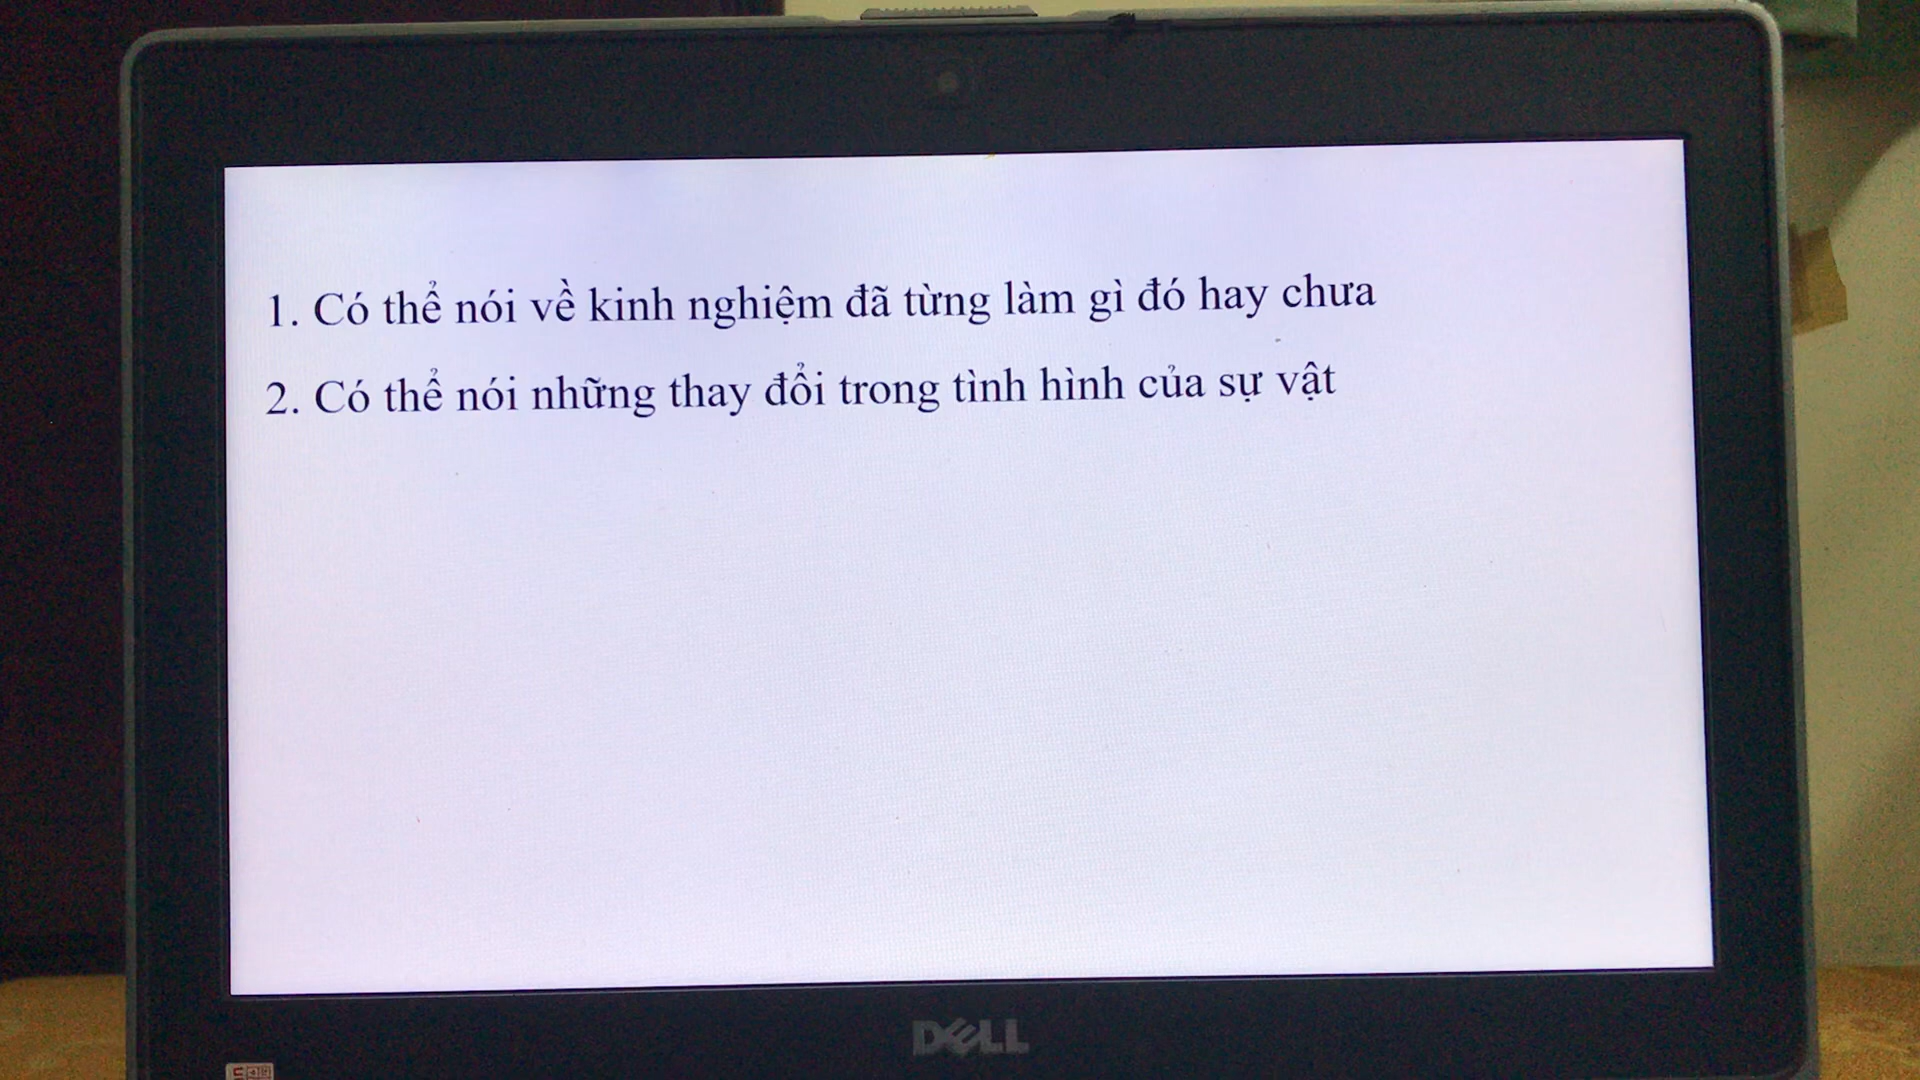 1. Có thể nói về kinh nghiệm đã từng làm gì đó hay chưa
2. Có thể nói những thay đổi trong tình hình của sự vật
DELL